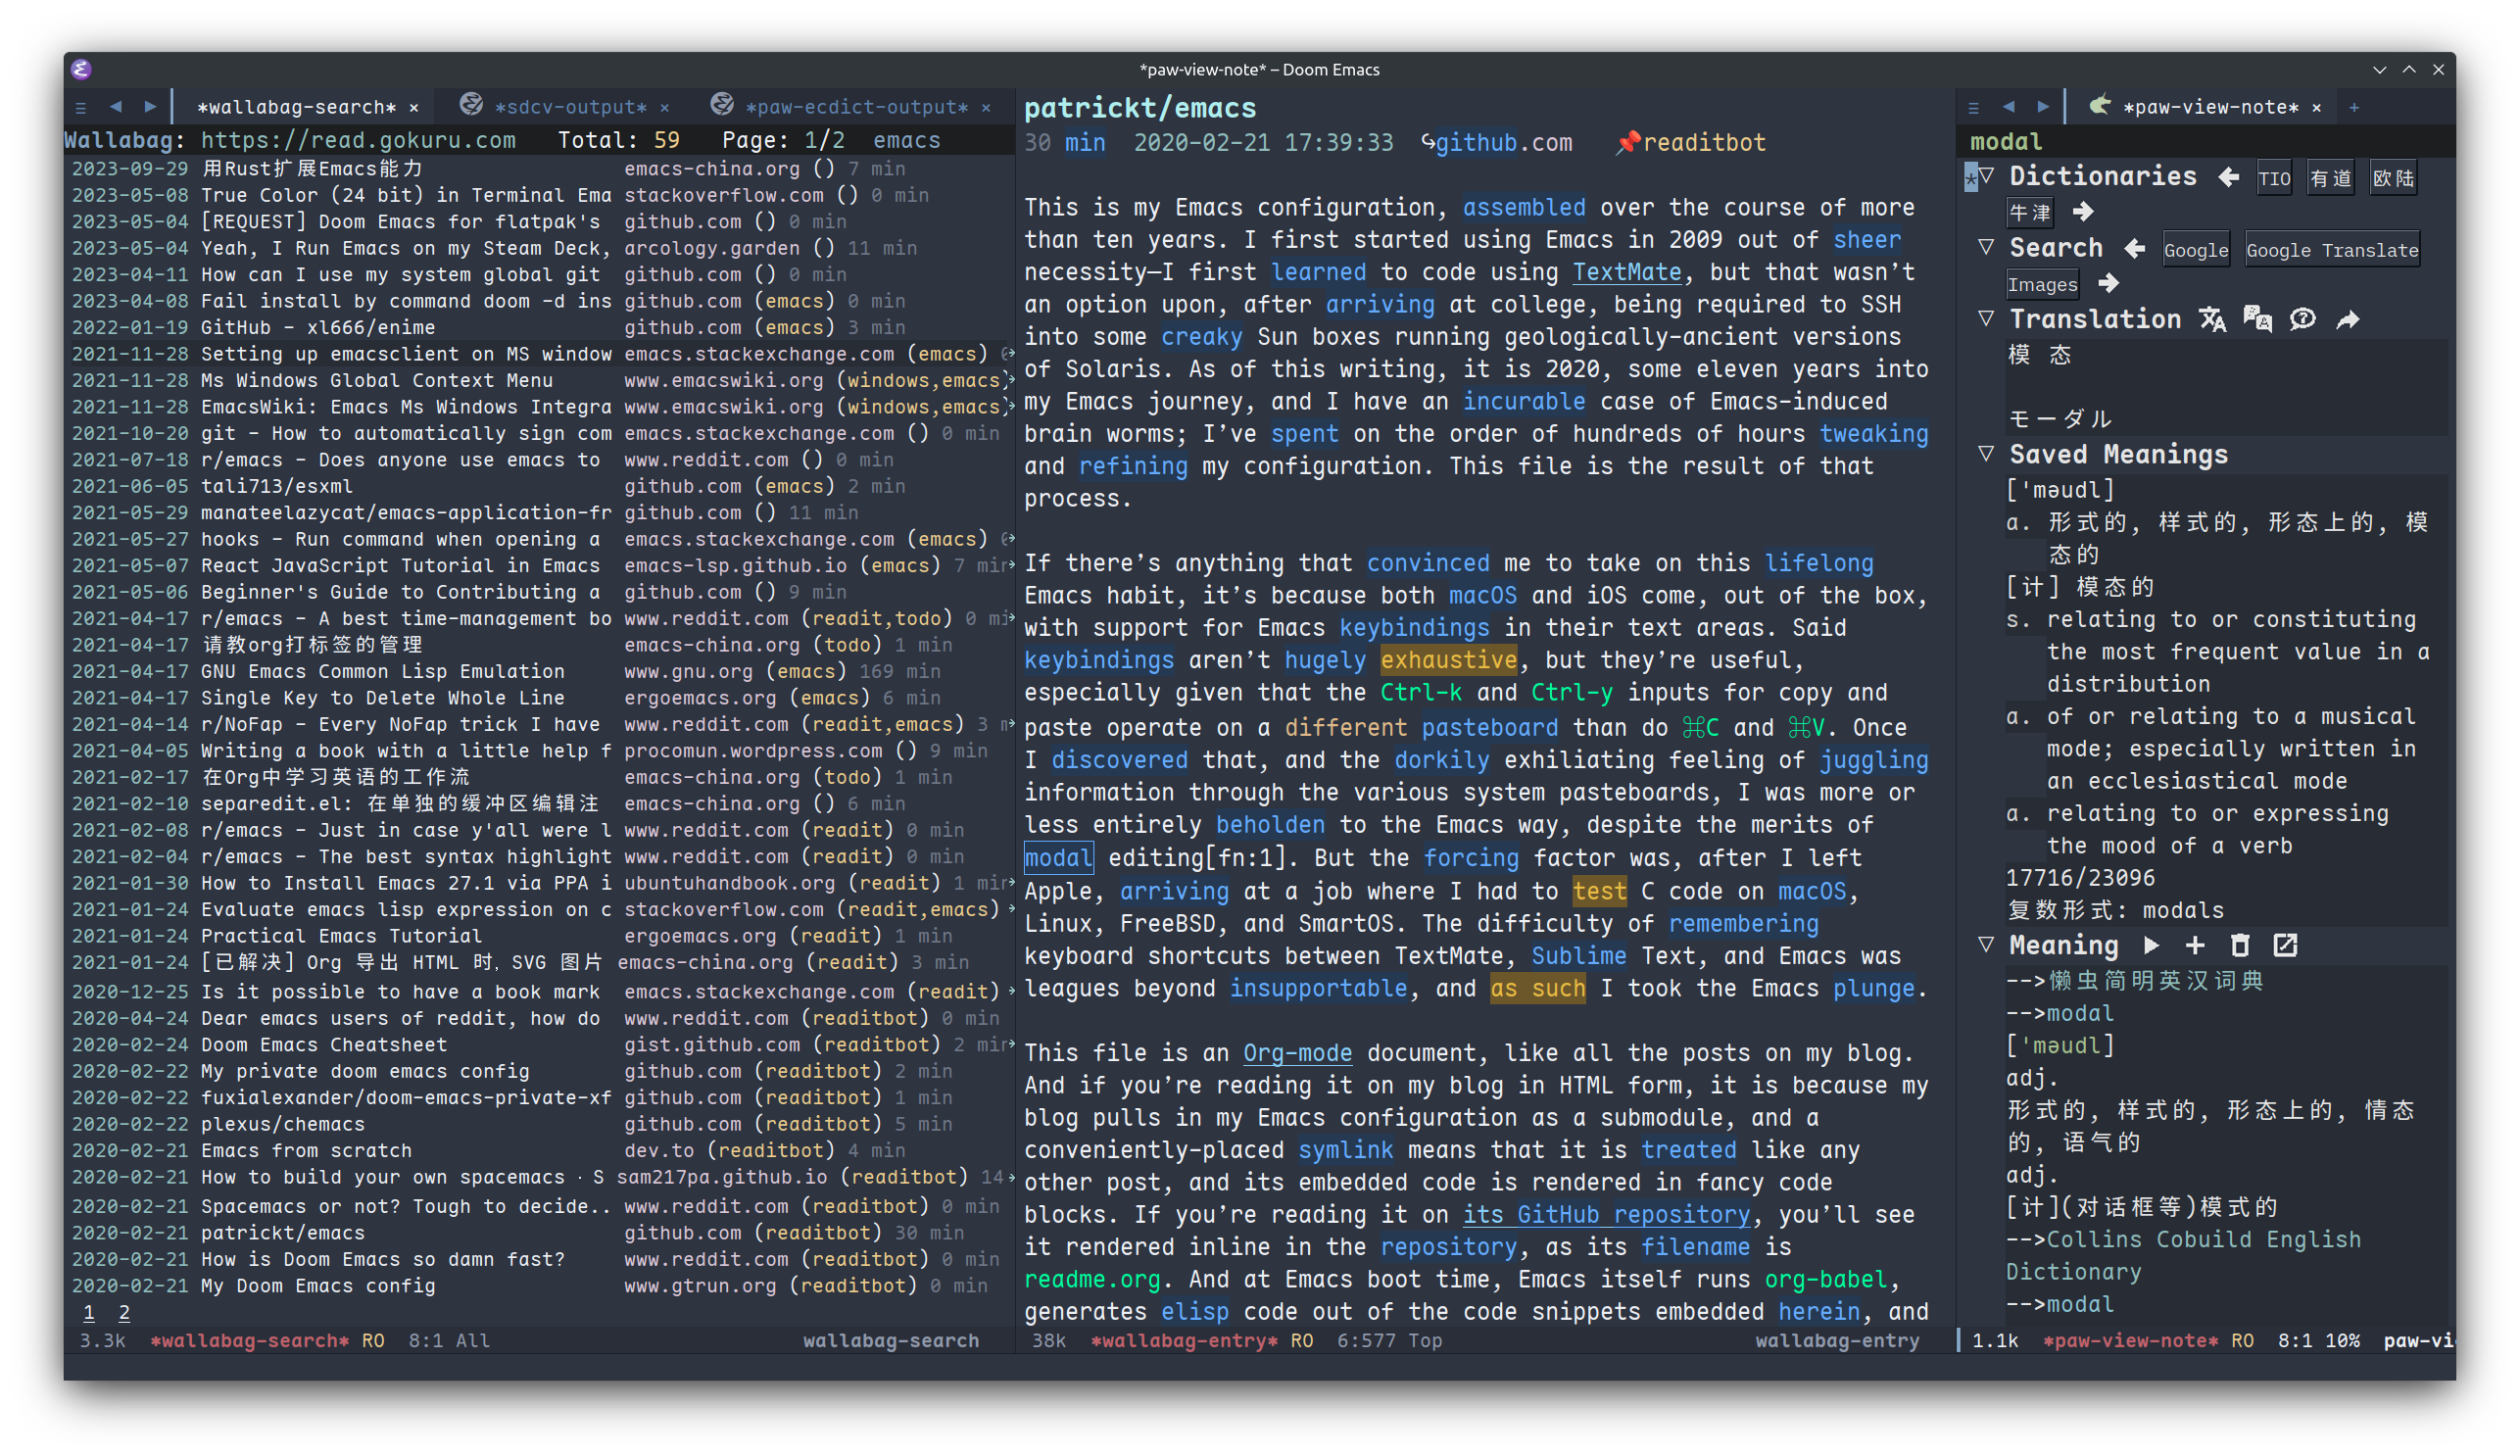 *paw-view-note* – Doom Emacs
*wallabag-search* × *sdcv-output* × *paw-ecdict-output* ×
Wallabag: https://read.gokuru.com Total: 59 Page: 1/2 emacs
2023-09-29 用Rust扩展Emacs能力 emacs-china.org () 7 min
2023-05-08 True Color (24 bit) in Terminal Ema stackoverflow.com () 0 min
2023-05-04 [REQUEST] Doom Emacs for flatpak's github.com () 0 min
2023-05-04 Yeah, I Run Emacs on my Steam Deck, arcology.garden () 11 min
2023-04-11 How can I use my system global git github.com () 0 min
2023-04-08 Fail install by command doom -d ins github.com (emacs) 0 min
2022-01-19 GitHub - xl666/enime github.com (emacs) 3 min
2021-11-28 Setting up emacsclient on MS window emacs.stackexchange.com (emacs)
2021-11-28 Ms Windows Global Context Menu www.emacswiki.org (windows,emacs)
2021-11-28 EmacsWiki: Emacs Ms Windows Integra www.emacswiki.org (windows,emacs)
2021-10-20 git - How to automatically sign com emacs.stackexchange.com () 0 min
2021-07-18 r/emacs - Does anyone use emacs to www.reddit.com () 0 min
2021-06-05 tali713/esxml github.com (emacs) 2 min
2021-05-29 manateelazycat/emacs-application-fr github.com () 11 min
2021-05-27 hooks - Run command when opening a emacs.stackexchange.com (emacs)
2021-05-07 React JavaScript Tutorial in Emacs emacs-lsp.github.io (emacs) 7 min
2021-05-06 Beginner's Guide to Contributing a github.com () 9 min
2021-04-17 r/emacs - A best time-management bo www.reddit.com (readit,todo) 0 mi
2021-04-17 请教org打标签的管理 emacs-china.org (todo) 1 min
2021-04-17 GNU Emacs Common Lisp Emulation www.gnu.org (emacs) 169 min
2021-04-17 Single Key to Delete Whole Line ergoemacs.org (emacs) 6 min
2021-04-14 r/NoFap - Every NoFap trick I have www.reddit.com (readit,emacs) 3 m
2021-04-05 Writing a book with a little help f procomun.wordpress.com () 9 min
2021-02-17 在Org中学习英语的工作流 emacs-china.org (todo) 1 min
2021-02-10 separedit.el: 在单独的缓冲区编辑注 emacs-china.org () 6 min
2021-02-08 r/emacs - Just in case y'all were l www.reddit.com (readit) 0 min
2021-02-04 r/emacs - The best syntax highlight www.reddit.com (readit) 0 min
2021-01-30 How to Install Emacs 27.1 via PPA i ubuntuhandbook.org (readit) 1 min
2021-01-24 Evaluate emacs lisp expression on c stackoverflow.com (readit,emacs)
2021-01-24 Practical Emacs Tutorial ergoemacs.org (readit) 1 min
2021-01-24 [已解决] Org 导出 HTML 时, SVG 图片 emacs-china.org (readit) 3 min
2020-12-25 Is it possible to have a book mark emacs.stackexchange.com (readit)
2020-04-24 Dear emacs users of reddit, how do www.reddit.com (readitbot) 0 min
2020-02-24 Doom Emacs Cheatsheet gist.github.com (readitbot) 2 min
2020-02-22 My private doom emacs config github.com (readitbot) 2 min
2020-02-22 fuxialexander/doom-emacs-private-xf github.com (readitbot) 1 min
2020-02-22 plexus/chemacs github.com (readitbot) 5 min
2020-02-21 Emacs from scratch dev.to (readitbot) 4 min
2020-02-21 How to build your own spacemacs · S sam217pa.github.io (readitbot) 14
2020-02-21 Spacemacs or not? Tough to decide.. www.reddit.com (readitbot) 0 min
2020-02-21 patrickt/emacs github.com (readitbot) 30 min
2020-02-21 How is Doom Emacs so damn fast? www.reddit.com (readitbot) 0 min
2020-02-21 My Doom Emacs config www.gtrun.org (readitbot) 0 min
1 2
3.3k *wallabag-search* RO 8:1 All wallabag-search
patrickt/emacs
30 min 2020-02-21 17:39:33 github.com readitbot
This is my Emacs configuration, assembled over the course of more
than ten years. I first started using Emacs in 2009 out of sheer
necessity—I first learned to code using TextMate, but that wasn’t
an option upon, after arriving at college, being required to SSH
into some creaky Sun boxes running geologically-ancient versions
of Solaris. As of this writing, it is 2020, some eleven years into
my Emacs journey, and I have an incurable case of Emacs-induced
brain worms; I’ve spent on the order of hundreds of hours tweaking
and refining my configuration. This file is the result of that
process.
If there’s anything that convinced me to take on this lifelong
Emacs habit, it’s because both macOS and iOS come, out of the box,
with support for Emacs keybindings in their text areas. Said
keybindings aren’t hugely exhaustive, but they’re useful,
especially given that the Ctrl-k and Ctrl-y inputs for copy and
paste operate on a different pasteboard than do ⌘C and ⌘V. Once
I discovered that, and the dorkily exhiliating feeling of juggling
information through the various system pasteboards, I was more or
less entirely beholden to the Emacs way, despite the merits of
modal editing[fn:1]. But the forcing factor was, after I left
Apple, arriving at a job where I had to test C code on macOS,
Linux, FreeBSD, and SmartOS. The difficulty of remembering
keyboard shortcuts between TextMate, Sublime Text, and Emacs was
leagues beyond insupportable, and as such I took the Emacs plunge.
This file is an Org-mode document, like all the posts on my blog.
And if you’re reading it on my blog in HTML form, it is because my
blog pulls in my Emacs configuration as a submodule, and a
conveniently-placed symlink means that it is treated like any
other post, and its embedded code is rendered in fancy code
blocks. If you’re reading it on its GitHub repository, you’ll see
it rendered inline in the repository, as its filename is
readme.org. And at Emacs boot time, Emacs itself runs org-babel,
generates elisp code out of the code snippets embedded herein, and
38k *wallabag-entry* RO 6:577 Top wallabag-entry
*paw-view-note* × +
modal
* Dictionaries TIO 有道 欧陆
牛津
Search Google Google Translate
Images
Translation
模 态
モーダル
Saved Meanings
['məudl]
a. 形式的, 样式的, 形态上的, 模
态的
[计] 模态的
s. relating to or constituting
the most frequent value in a
distribution
a. of or relating to a musical
mode; especially written in
an ecclesiastical mode
a. relating to or expressing
the mood of a verb
17716/23096
复数形式: modals
Meaning
-->懒虫简明英汉词典
-->modal
['məudl]
adj.
形式的, 样式的, 形态上的, 情态
的, 语气的
adj.
[计](对话框等)模式的
-->Collins Cobuild English
Dictionary
-->modal
1.1k *paw-view-note* RO 8:1 10% paw-vi